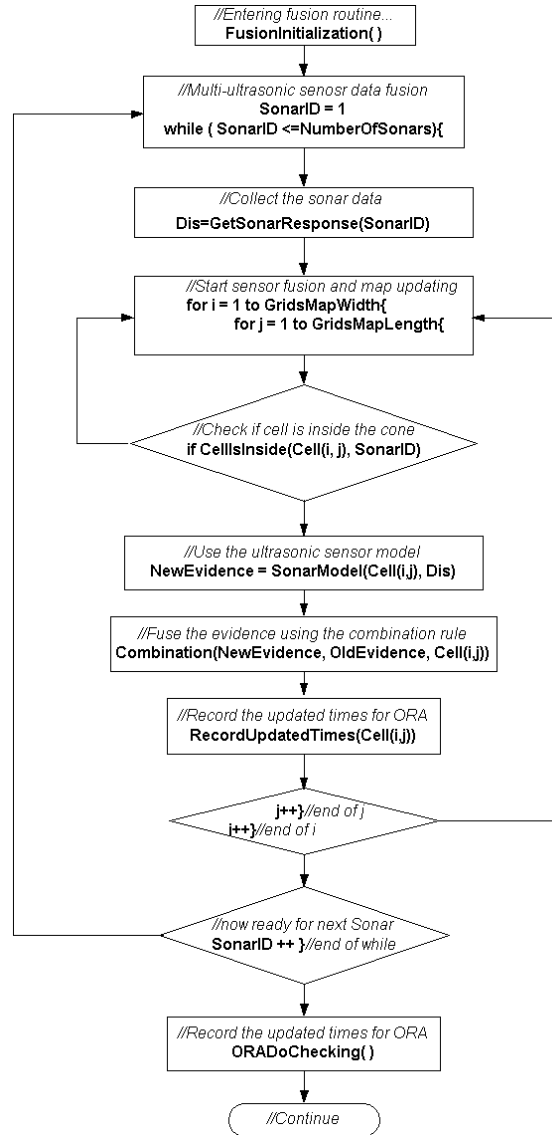 //Entering fusion routine...
FusionInitialization( )
//Multi-ultrasonic senosr data fusion
SonarID = 1
while ( SonarID <=NumberOfSonars){
//Collect the sonar data
Dis=GetSonarResponse(SonarID)
//Start sensor fusion and map updating
for i = 1 to GridsMapWidth{
for j = 1 to GridsMapLength{
//Check if cell is inside the cone
if CellIsInside(Cell(i, j), SonarID)
//Use the ultrasonic sensor model
NewEvidence = SonarModel(Cell(i,j), Dis)
//Fuse the evidence using the combination rule
Combination(NewEvidence, OldEvidence, Cell(i,j))
//Record the updated times for ORA
RecordUpdatedTimes(Cell(i,j))
j++}//end of j
i++}//end of i
//now ready for next Sonar
SonarID ++ }//end of while
//Record the updated times for ORA
ORADoChecking( )
//Continue